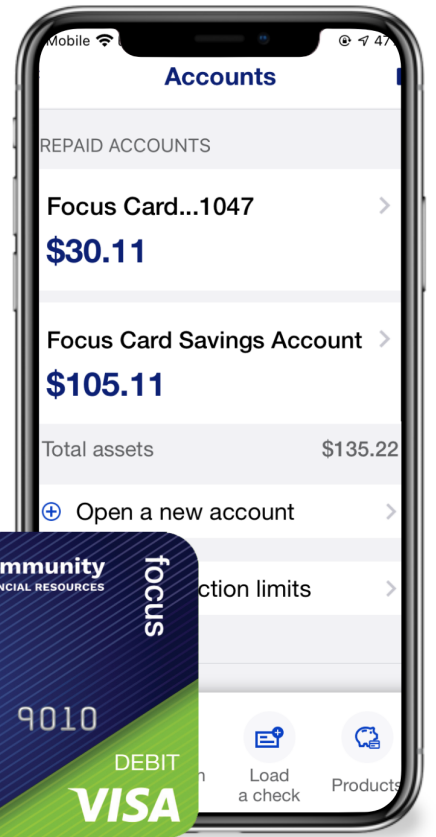 Mobile
47
Accounts
REPAID ACCOUNTS
Focus Card...1047
$30.11
Focus Card Savings Account
$105.11
Total assets $135.22
Open a new account
ction limits
mmunity
NCIAL RESOURCES
focus
9010
DEBIT
VISA
Load
a check
Products